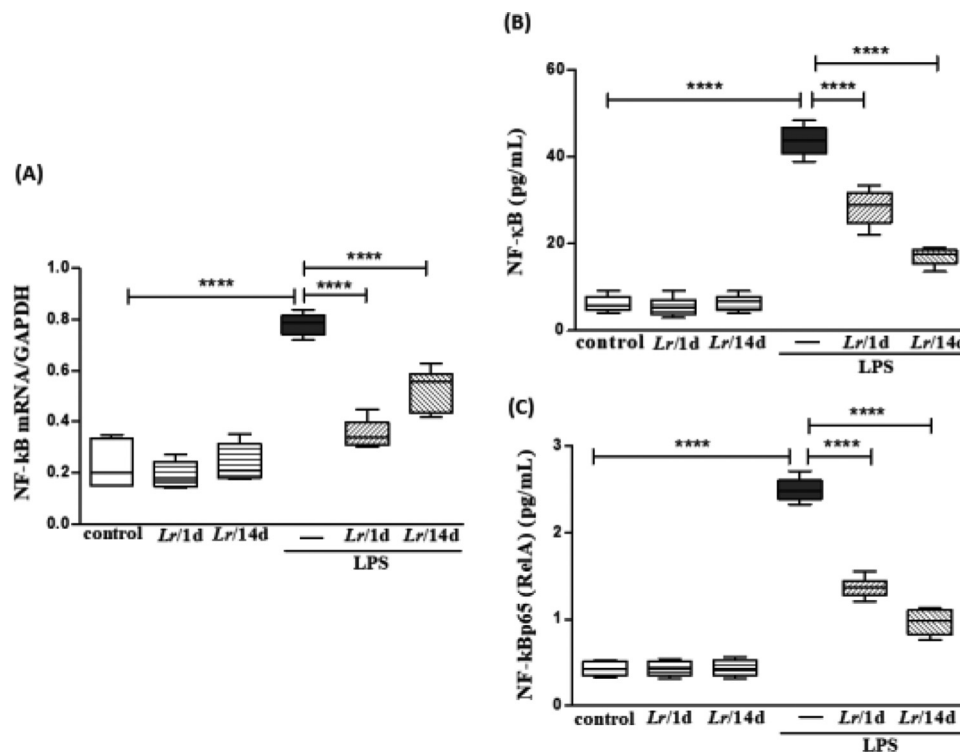 (A)
NF-kB mRNA/GAPDH
1.0
0.8
0.6
0.4
0.2
0.0
****
****
****
control Lr/1d Lr/14d — Lr/1d Lr/14d
LPS
(B)
NF-κB (pg/mL)
60
40
20
0
****
****
****
control Lr/1d Lr/14d — Lr/1d Lr/14d
LPS
(C)
NF-kBp65 (RelA) (pg/mL)
3
2
1
0
****
****
****
control Lr/1d Lr/14d — Lr/1d Lr/14d
LPS